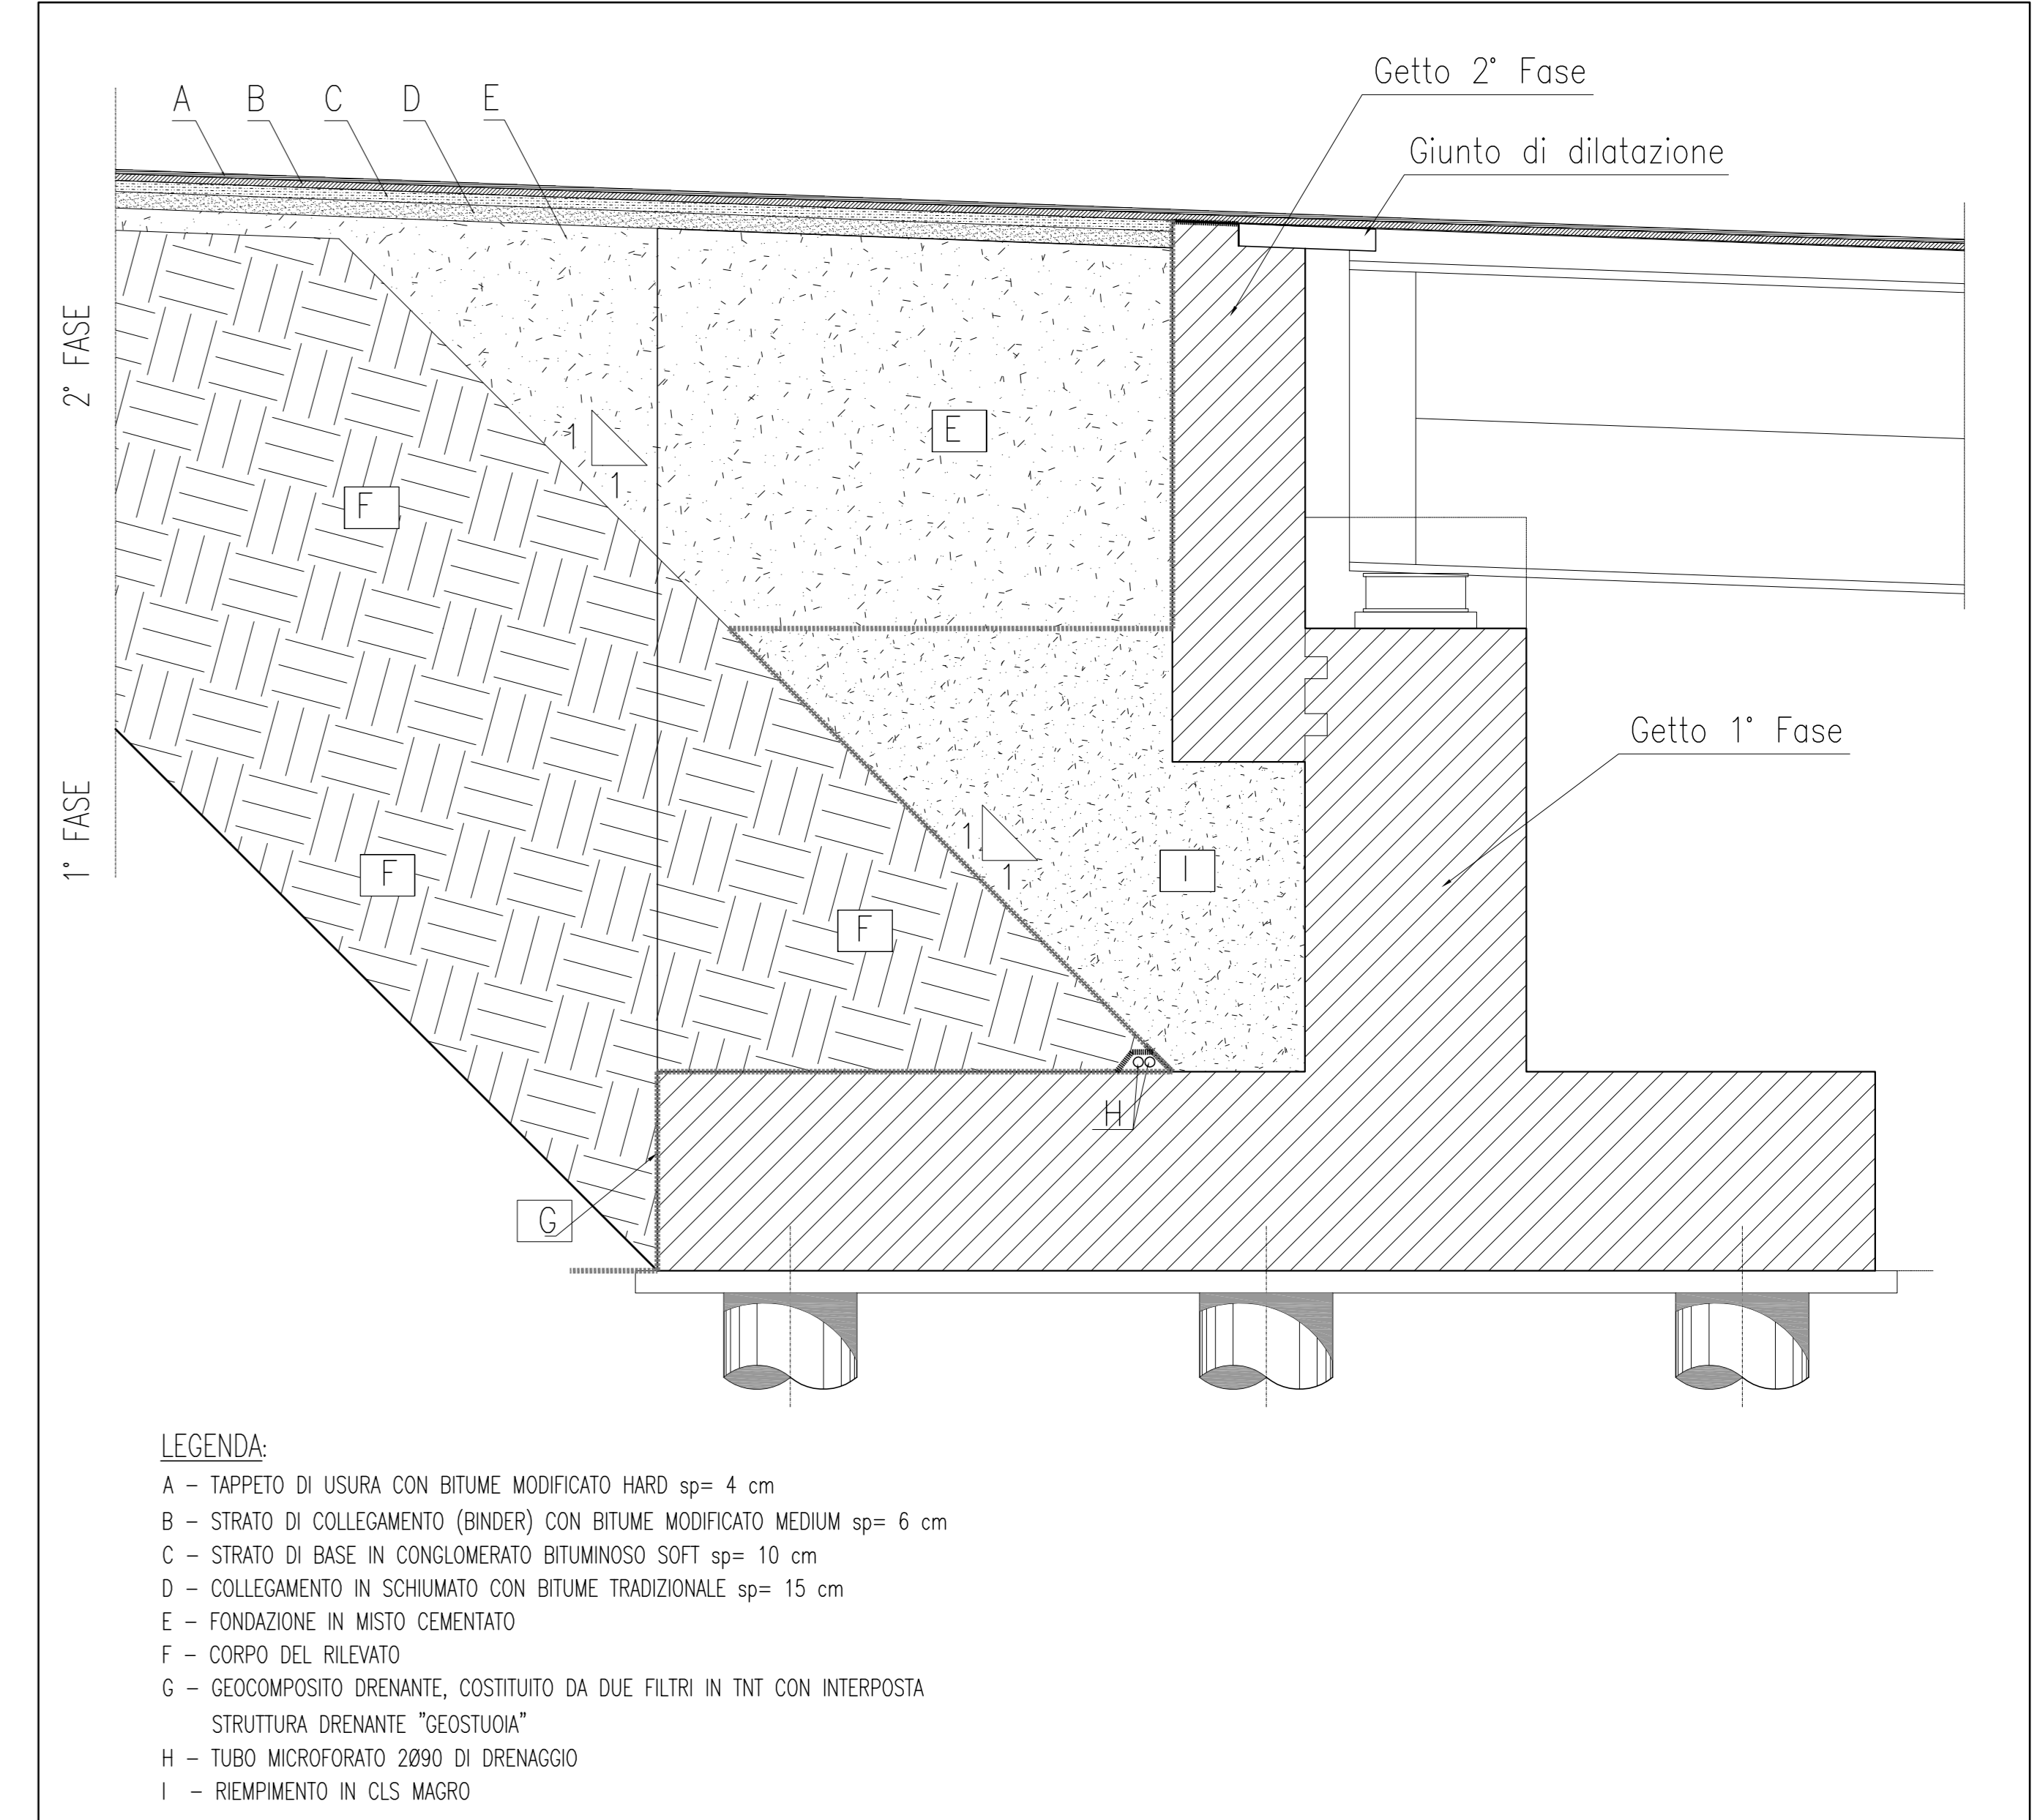 Getto 2° Fase
A B C D E
Giunto di dilatazione
2° FASE
1
1
E
F
Getto 1° Fase
1° FASE
1
1
F
I
F
H
G
LEGENDA:
A – TAPPETO DI USURA CON BITUME MODIFICATO HARD sp= 4 cm
B – STRATO DI COLLEGAMENTO (BINDER) CON BITUME MODIFICATO MEDIUM sp= 6 cm
C – STRATO DI BASE IN CONGLOMERATO BITUMINOSO SOFT sp= 10 cm
D – COLLEGAMENTO IN SCHIUMATO CON BITUME TRADIZIONALE sp= 15 cm
E – FONDAZIONE IN MISTO CEMENTATO
F – CORPO DEL RILEVATO
G – GEOCOMPOSITO DRENANTE, COSTITUITO DA DUE FILTRI IN TNT CON INTERPOSTA
STRUTTURA DRENANTE "GEOSTUOIA"
H – TUBO MICROFORATO 2Ø90 DI DRENAGGIO
I – RIEMPIMENTO IN CLS MAGRO